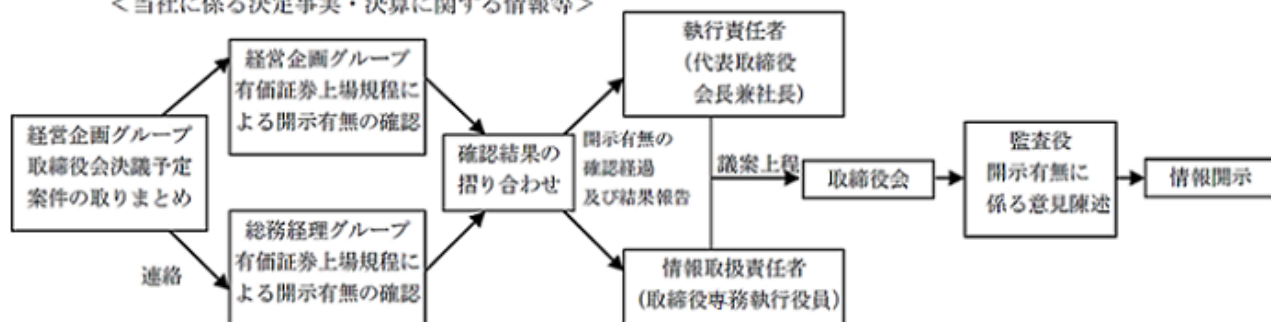 ＜当社に係る決定事実・決算に関する情報等＞
経営企画グループ
取締役会決議予定
案件の取りまとめ
連絡
経営企画グループ
有価証券上場規程に
よる開示有無の確認
総務経理グループ
有価証券上場規程に
よる開示有無の確認
確認結果の
摺り合わせ
開示有無の
確認経過
及び結果報告
執行責任者
（代表取締役
会長兼社長）
情報取扱責任者
（取締役専務執行役員）
議案上程
取締役会
監査役
開示有無に
係る意見陳述
情報開示